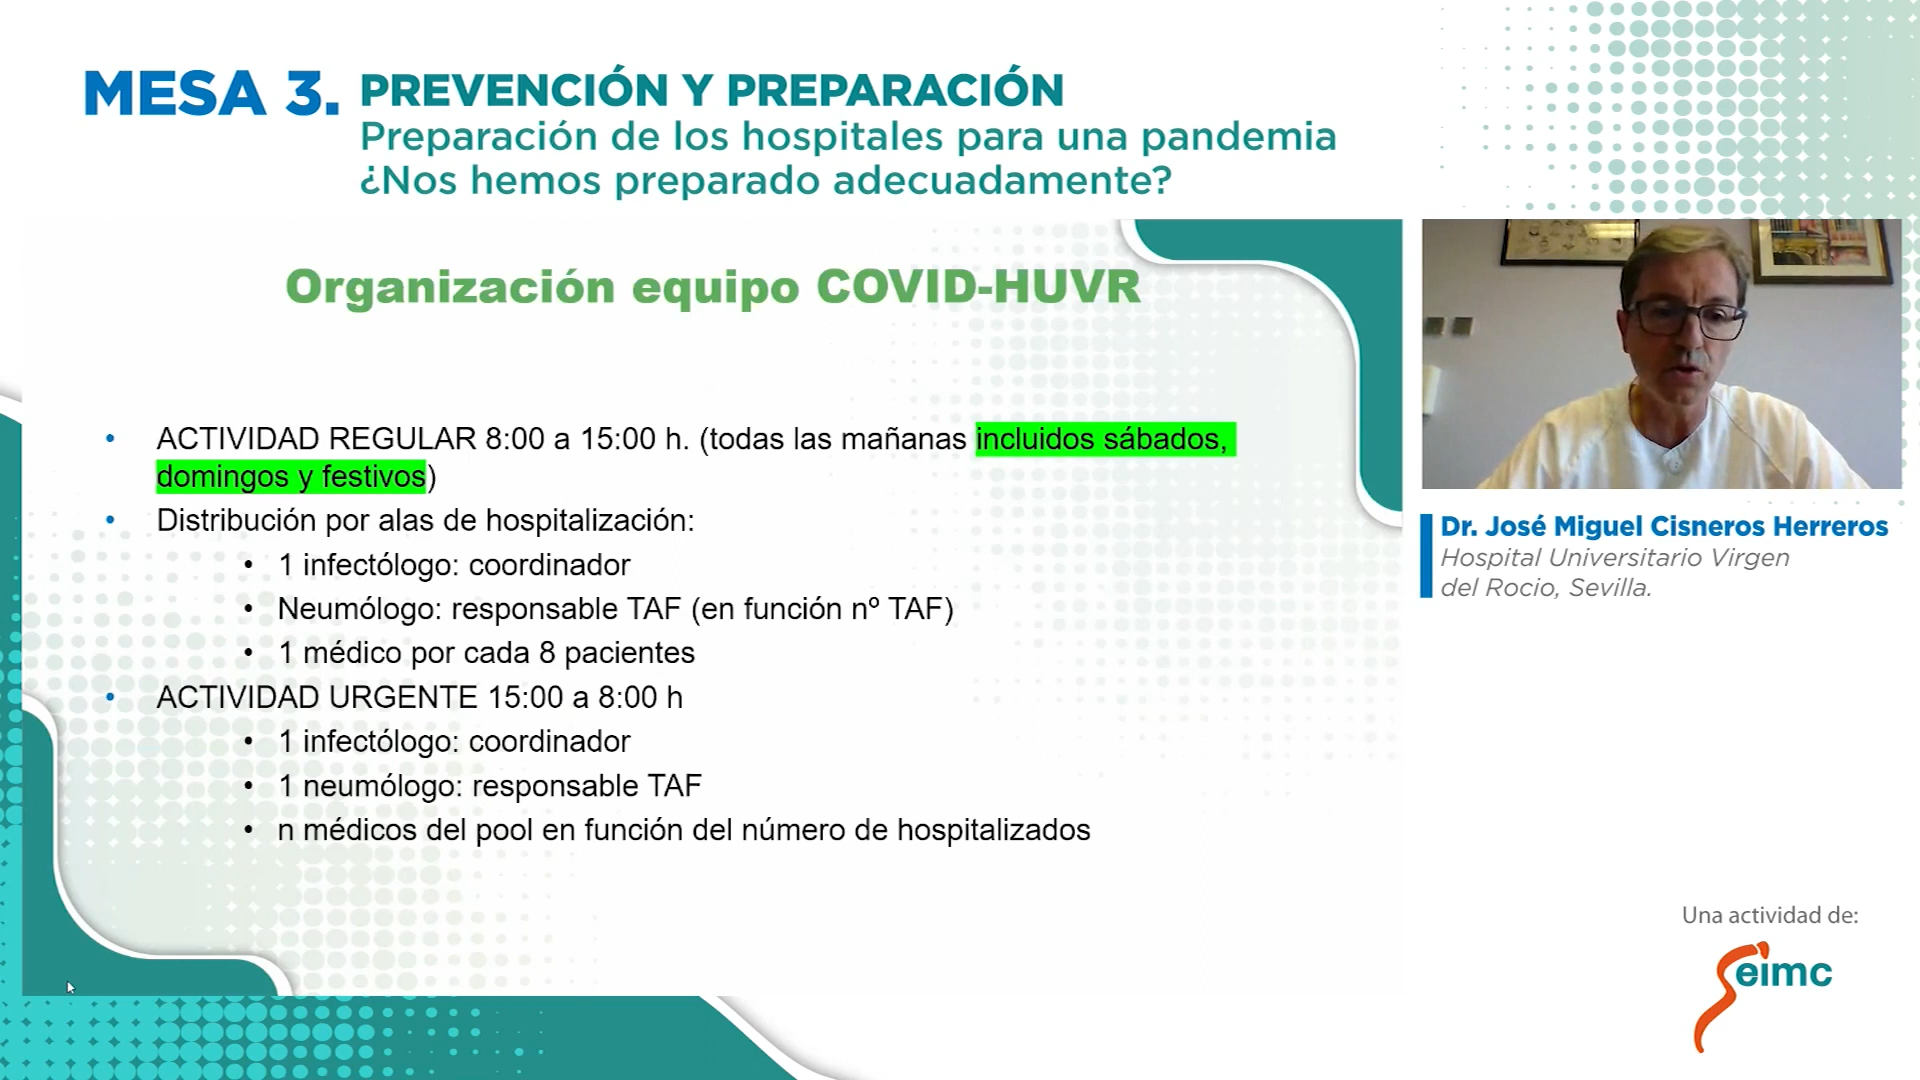 MESA 3. PREVENCIÓN Y PREPARACIÓN
Preparación de los hospitales para una pandemia
¿Nos hemos preparado adecuadamente?
Organización equipo COVID-HUVR
• ACTIVIDAD REGULAR 8:00 a 15:00 h. (todas las mañanas incluidos sábados,
domingos y festivos)
• Distribución por alas de hospitalización:
• 1 infectólogo: coordinador
• Neumólogo: responsable TAF (en función nº TAF)
• 1 médico por cada 8 pacientes
• ACTIVIDAD URGENTE 15:00 a 8:00 h
• 1 infectólogo: coordinador
• 1 neumólogo: responsable TAF
• n médicos del pool en función del número de hospitalizados
Dr. José Miguel Cisneros Herreros
Hospital Universitario Virgen
del Rocio, Sevilla.
Una actividad de:
Seimc